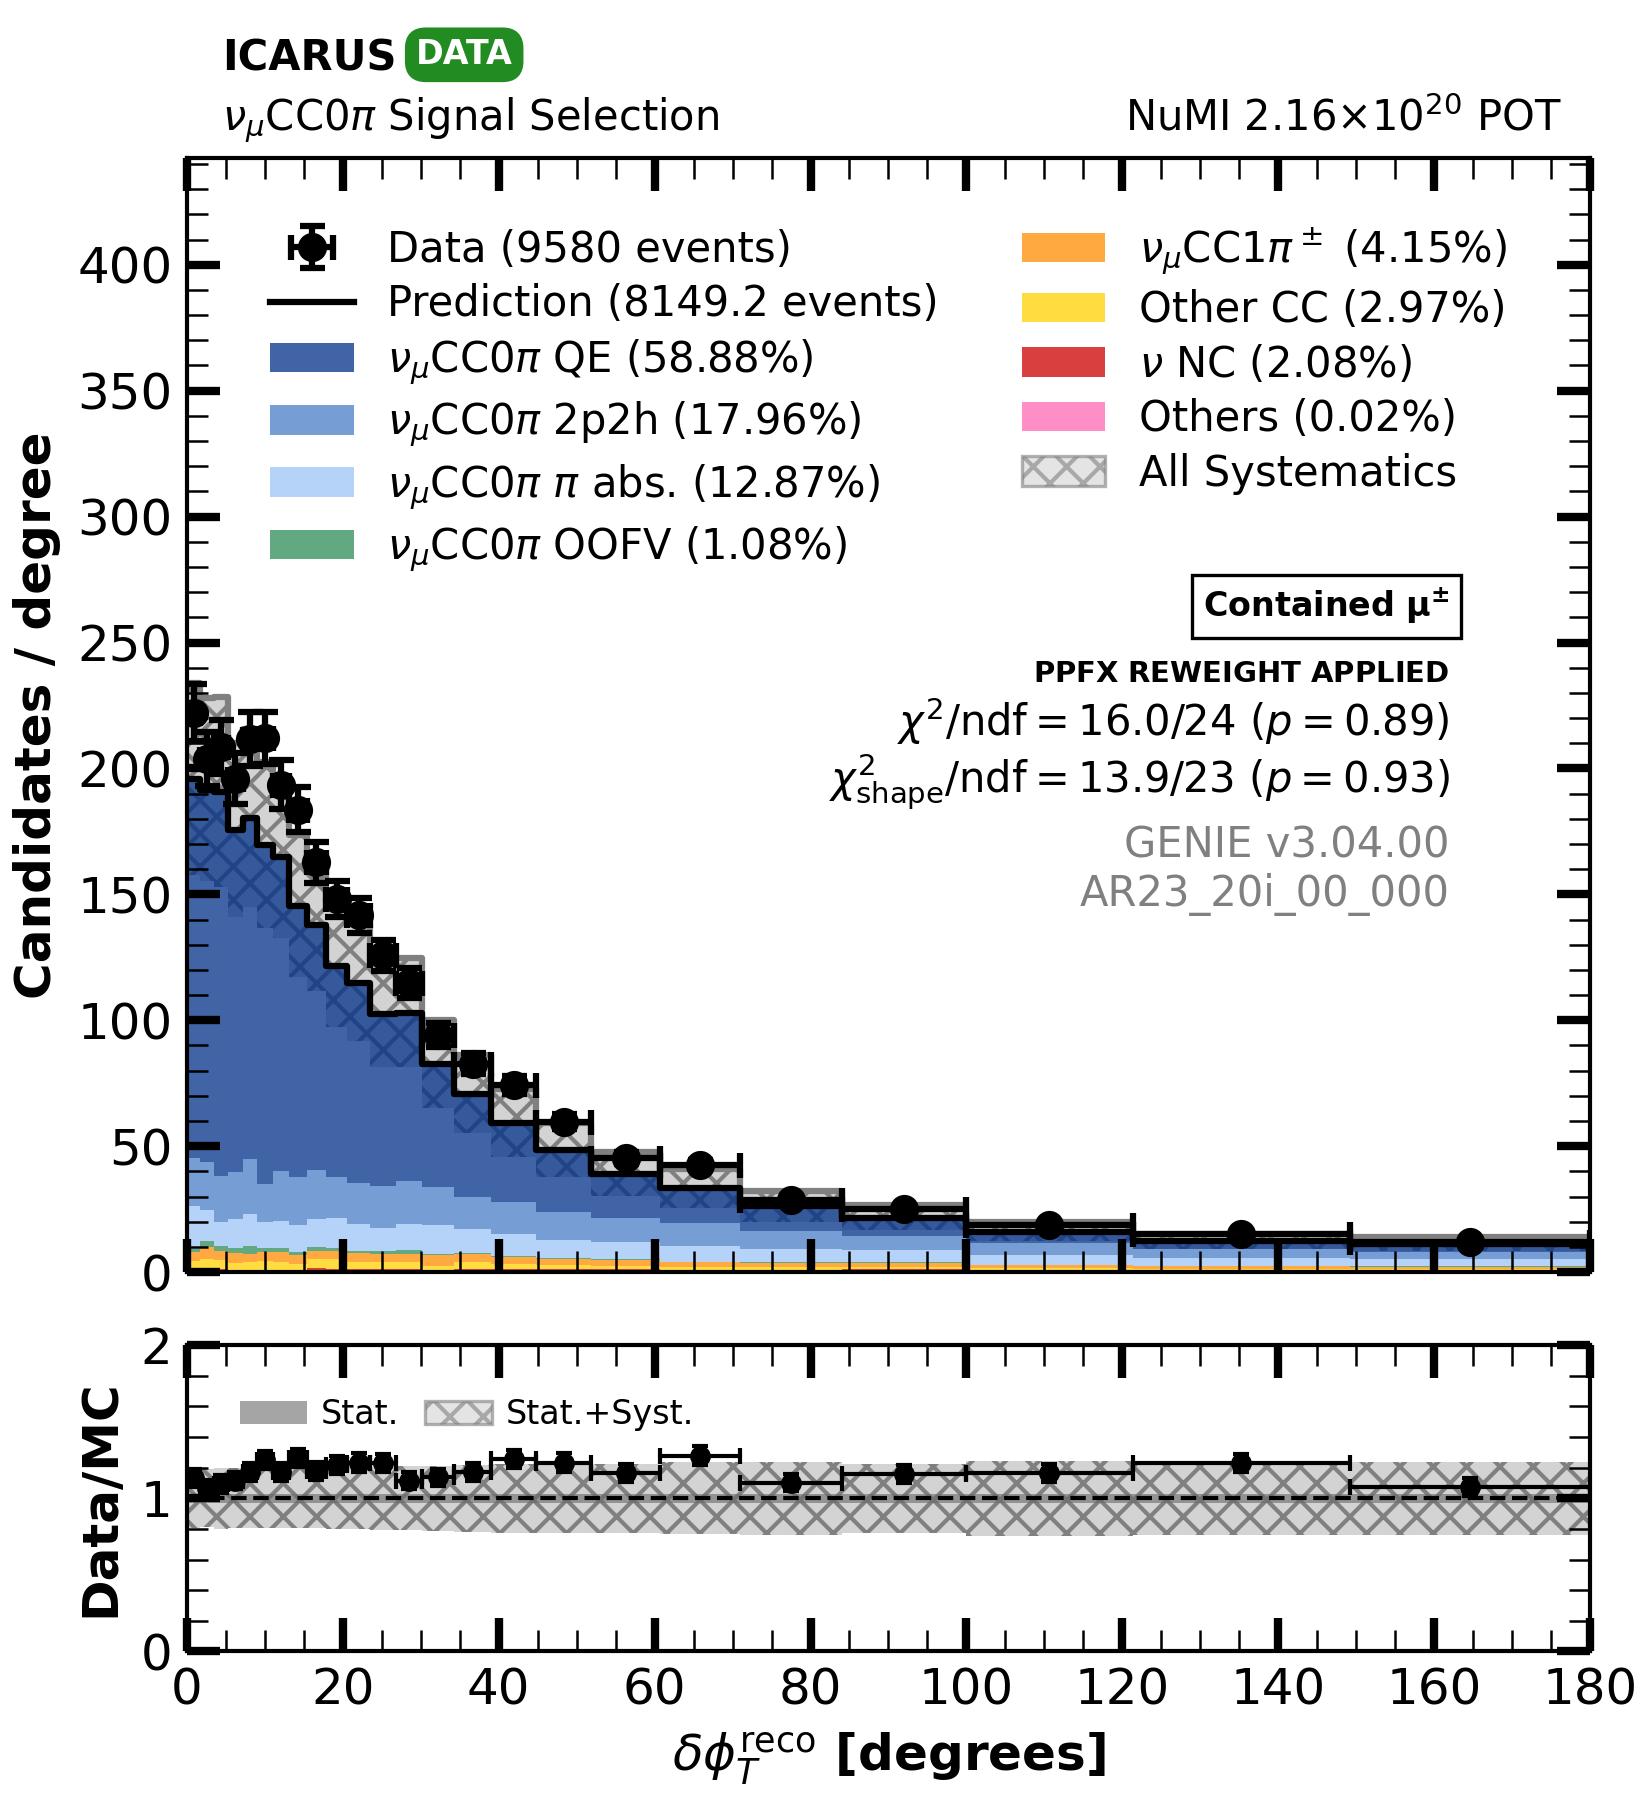 ICARUS DATA
νμCC0π Signal Selection
NuMI 2.16×10²⁰ POT
Data (9580 events)
Prediction (8149.2 events)
νμCC0π QE (58.88%)
νμCC0π 2p2h (17.96%)
νμCC0π π abs. (12.87%)
νμCC0π OOFV (1.08%)
νμCC1π± (4.15%)
Other CC (2.97%)
ν NC (2.08%)
Others (0.02%)
All Systematics
Contained μ±
PPFX REWEIGHT APPLIED
χ²/ndf = 16.0/24 (p = 0.89)
χ²shape/ndf = 13.9/23 (p = 0.93)
GENIE v3.04.00
AR23_20i_00_000
Candidates / degree
400
350
300
250
200
150
100
50
0
Data/MC
2
1
0
Stat.
Stat.+Syst.
0 20 40 60 80 100 120 140 160 180
δϕT reco [degrees]